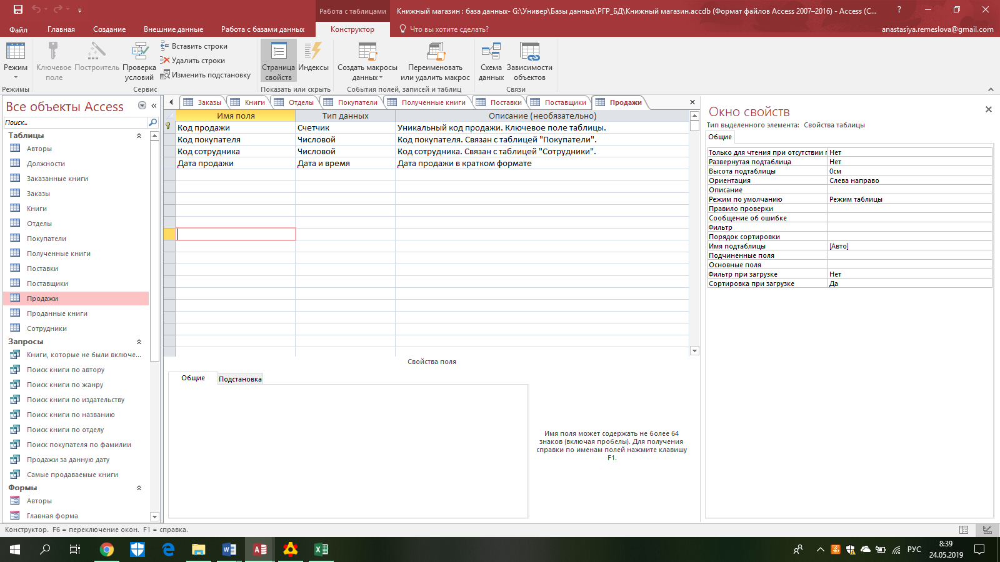 Работа с таблицами
Книжный магазин : база данных- G:\Универ\Базы данных\РГР_БД\Книжный магазин.accdb (Формат файлов Access 2007–2016) - Access (С...
Файл
Главная
Создание
Внешние данные
Работа с базами данных
Конструктор
Что вы хотите сделать?
anastasiya.remeslova@gmail.com
Режим
Ключевое поле
Построитель
Проверка условий
Вставить строки
Удалить строки
Изменить подстановку
Страница свойств
Индексы
Создать макросы данных
Переименовать или удалить макрос
Схема данных
Зависимости объектов
Режимы
Сервис
Показать или скрыть
События полей, записей и таблиц
Связи
Все объекты Access
Поиск...
Таблицы
Авторы
Должности
Заказанные книги
Заказы
Книги
Отделы
Покупатели
Полученные книги
Поставки
Поставщики
Продажи
Проданные книги
Сотрудники
Запросы
Книги, которые не были включе...
Поиск книги по автору
Поиск книги по жанру
Поиск книги по издательству
Поиск книги по названию
Поиск книги по отделу
Поиск покупателя по фамилии
Продажи за данную дату
Самые продаваемые книги
Формы
Авторы
Главная форма
Заказы
Книги
Отделы
Покупатели
Полученные книги
Поставки
Поставщики
Продажи
Имя поля
Тип данных
Описание (необязательно)
Код продажи
Счетчик
Уникальный код продажи. Ключевое поле таблицы.
Код покупателя
Числовой
Код покупателя. Связан с таблицей "Покупатели".
Код сотрудника
Числовой
Код сотрудника. Связан с таблицей "Сотрудники".
Дата продажи
Дата и время
Дата продажи в кратком формате
Свойства поля
Общие
Подстановка
Имя поля может содержать не более 64
знаков (включая пробелы). Для получения
справки по именам полей нажмите клавишу
F1.
Окно свойств
Тип выделенного элемента: Свойства таблицы
Общие
Только для чтения при отсутствии п Нет
Развернутая подтаблица Нет
Высота подтаблицы 0см
Ориентация Слева направо
Описание
Режим по умолчанию Режим таблицы
Правило проверки
Сообщение об ошибке
Фильтр
Порядок сортировки
Имя подтаблицы [Авто]
Подчиненные поля
Основные поля
Фильтр при загрузке Нет
Сортировка при загрузке Да
Конструктор. F6 = переключение окон. F1 = справка.
РУС
8:39
24.05.2019